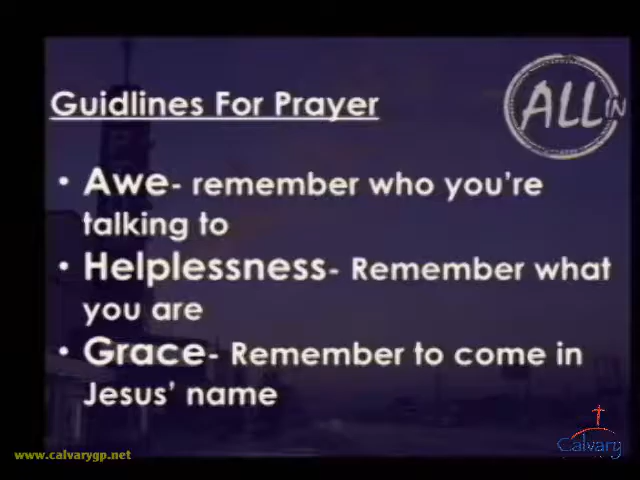 Guidlines For Prayer
ALL IN
• Awe- remember who you're
talking to
• Helplessness- Remember what
you are
• Grace- Remember to come in
Jesus' name
Calvary
www.calvarygp.net